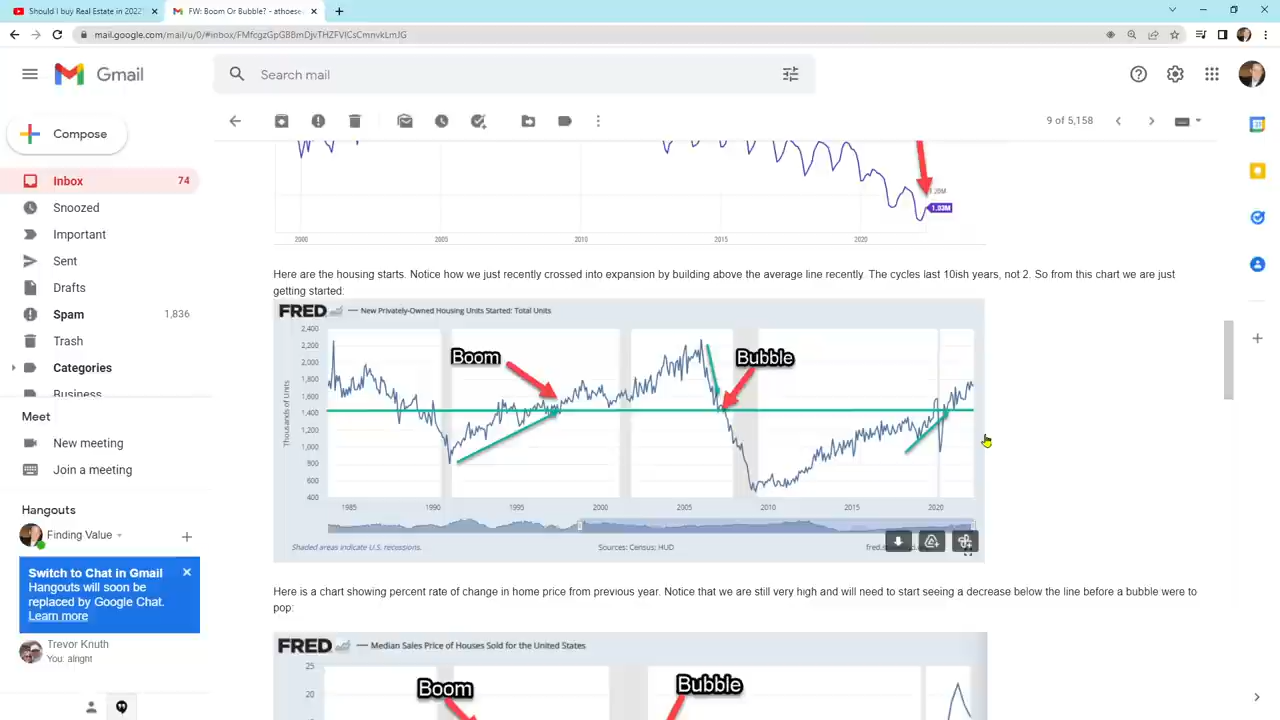 Should I buy Real Estate in 2022?
FW: Boom Or Bubble? - athoese
mail.google.com/mail/u/0/#inbox/FMfcgzGpGBBmDjvTHZFVlCsCmnvkLmJG
Gmail
Search mail
Compose
9 of 5,158
Inbox 74
Snoozed
Important
Sent
Drafts
Spam 1,836
Trash
Categories
Business
Meet
New meeting
Join a meeting
Hangouts
Finding Value
Switch to Chat in Gmail
Hangouts will soon be
replaced by Google Chat.
Learn more
Trevor Knuth
You: alright
1.20M
1.03M
2000 2005 2010 2015 2020
Here are the housing starts. Notice how we just recently crossed into expansion by building above the average line recently. The cycles last 10ish years, not 2. So from this chart we are just
getting started:
FRED — New Privately-Owned Housing Units Started: Total Units
2,400
2,200
2,000
1,800
1,600
1,400
1,200
1,000
800
600
400
Thousands of Units
Boom
Bubble
1985 1990 1995 2000 2005 2010 2015 2020
Shaded areas indicate U.S. recessions.
Sources: Census; HUD
Here is a chart showing percent rate of change in home price from previous year. Notice that we are still very high and will need to start seeing a decrease below the line before a bubble were to
pop:
FRED — Median Sales Price of Houses Sold for the United States
25
20
Boom
Bubble